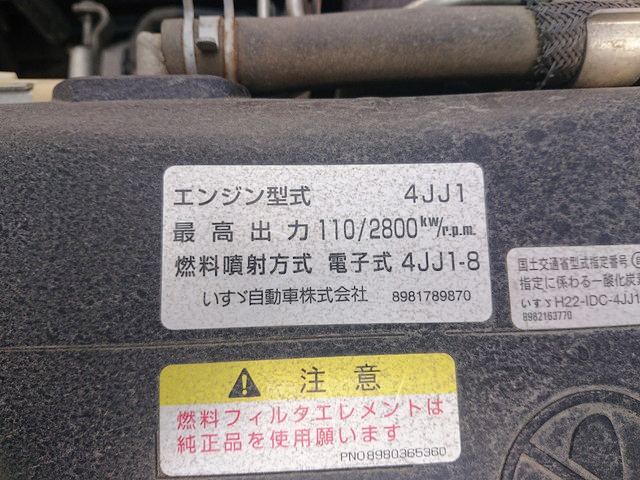 エンジン型式 4JJ1
最高出力 110/2800 kw/r.p.m.
燃料噴射方式 電子式 4JJ1-8
いすゞ自動車株式会社 8981789870
国土交通省型式指定番号
指定に係わる一酸化炭素
いすゞ H22-IDC-4JJ1
8982163770
注意
燃料フィルタエレメントは
純正品を使用願います
PNO8980365360